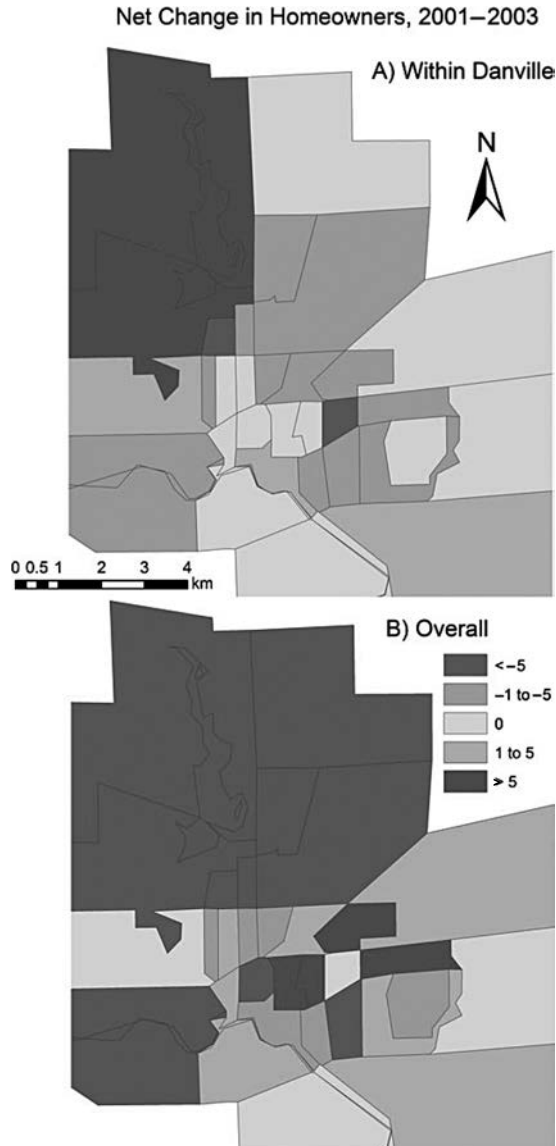 Net Change in Homeowners, 2001–2003
A) Within Danville
N
0 0.5 1 2 3 4
km
B) Overall
<-5
-1 to -5
0
1 to 5
> 5